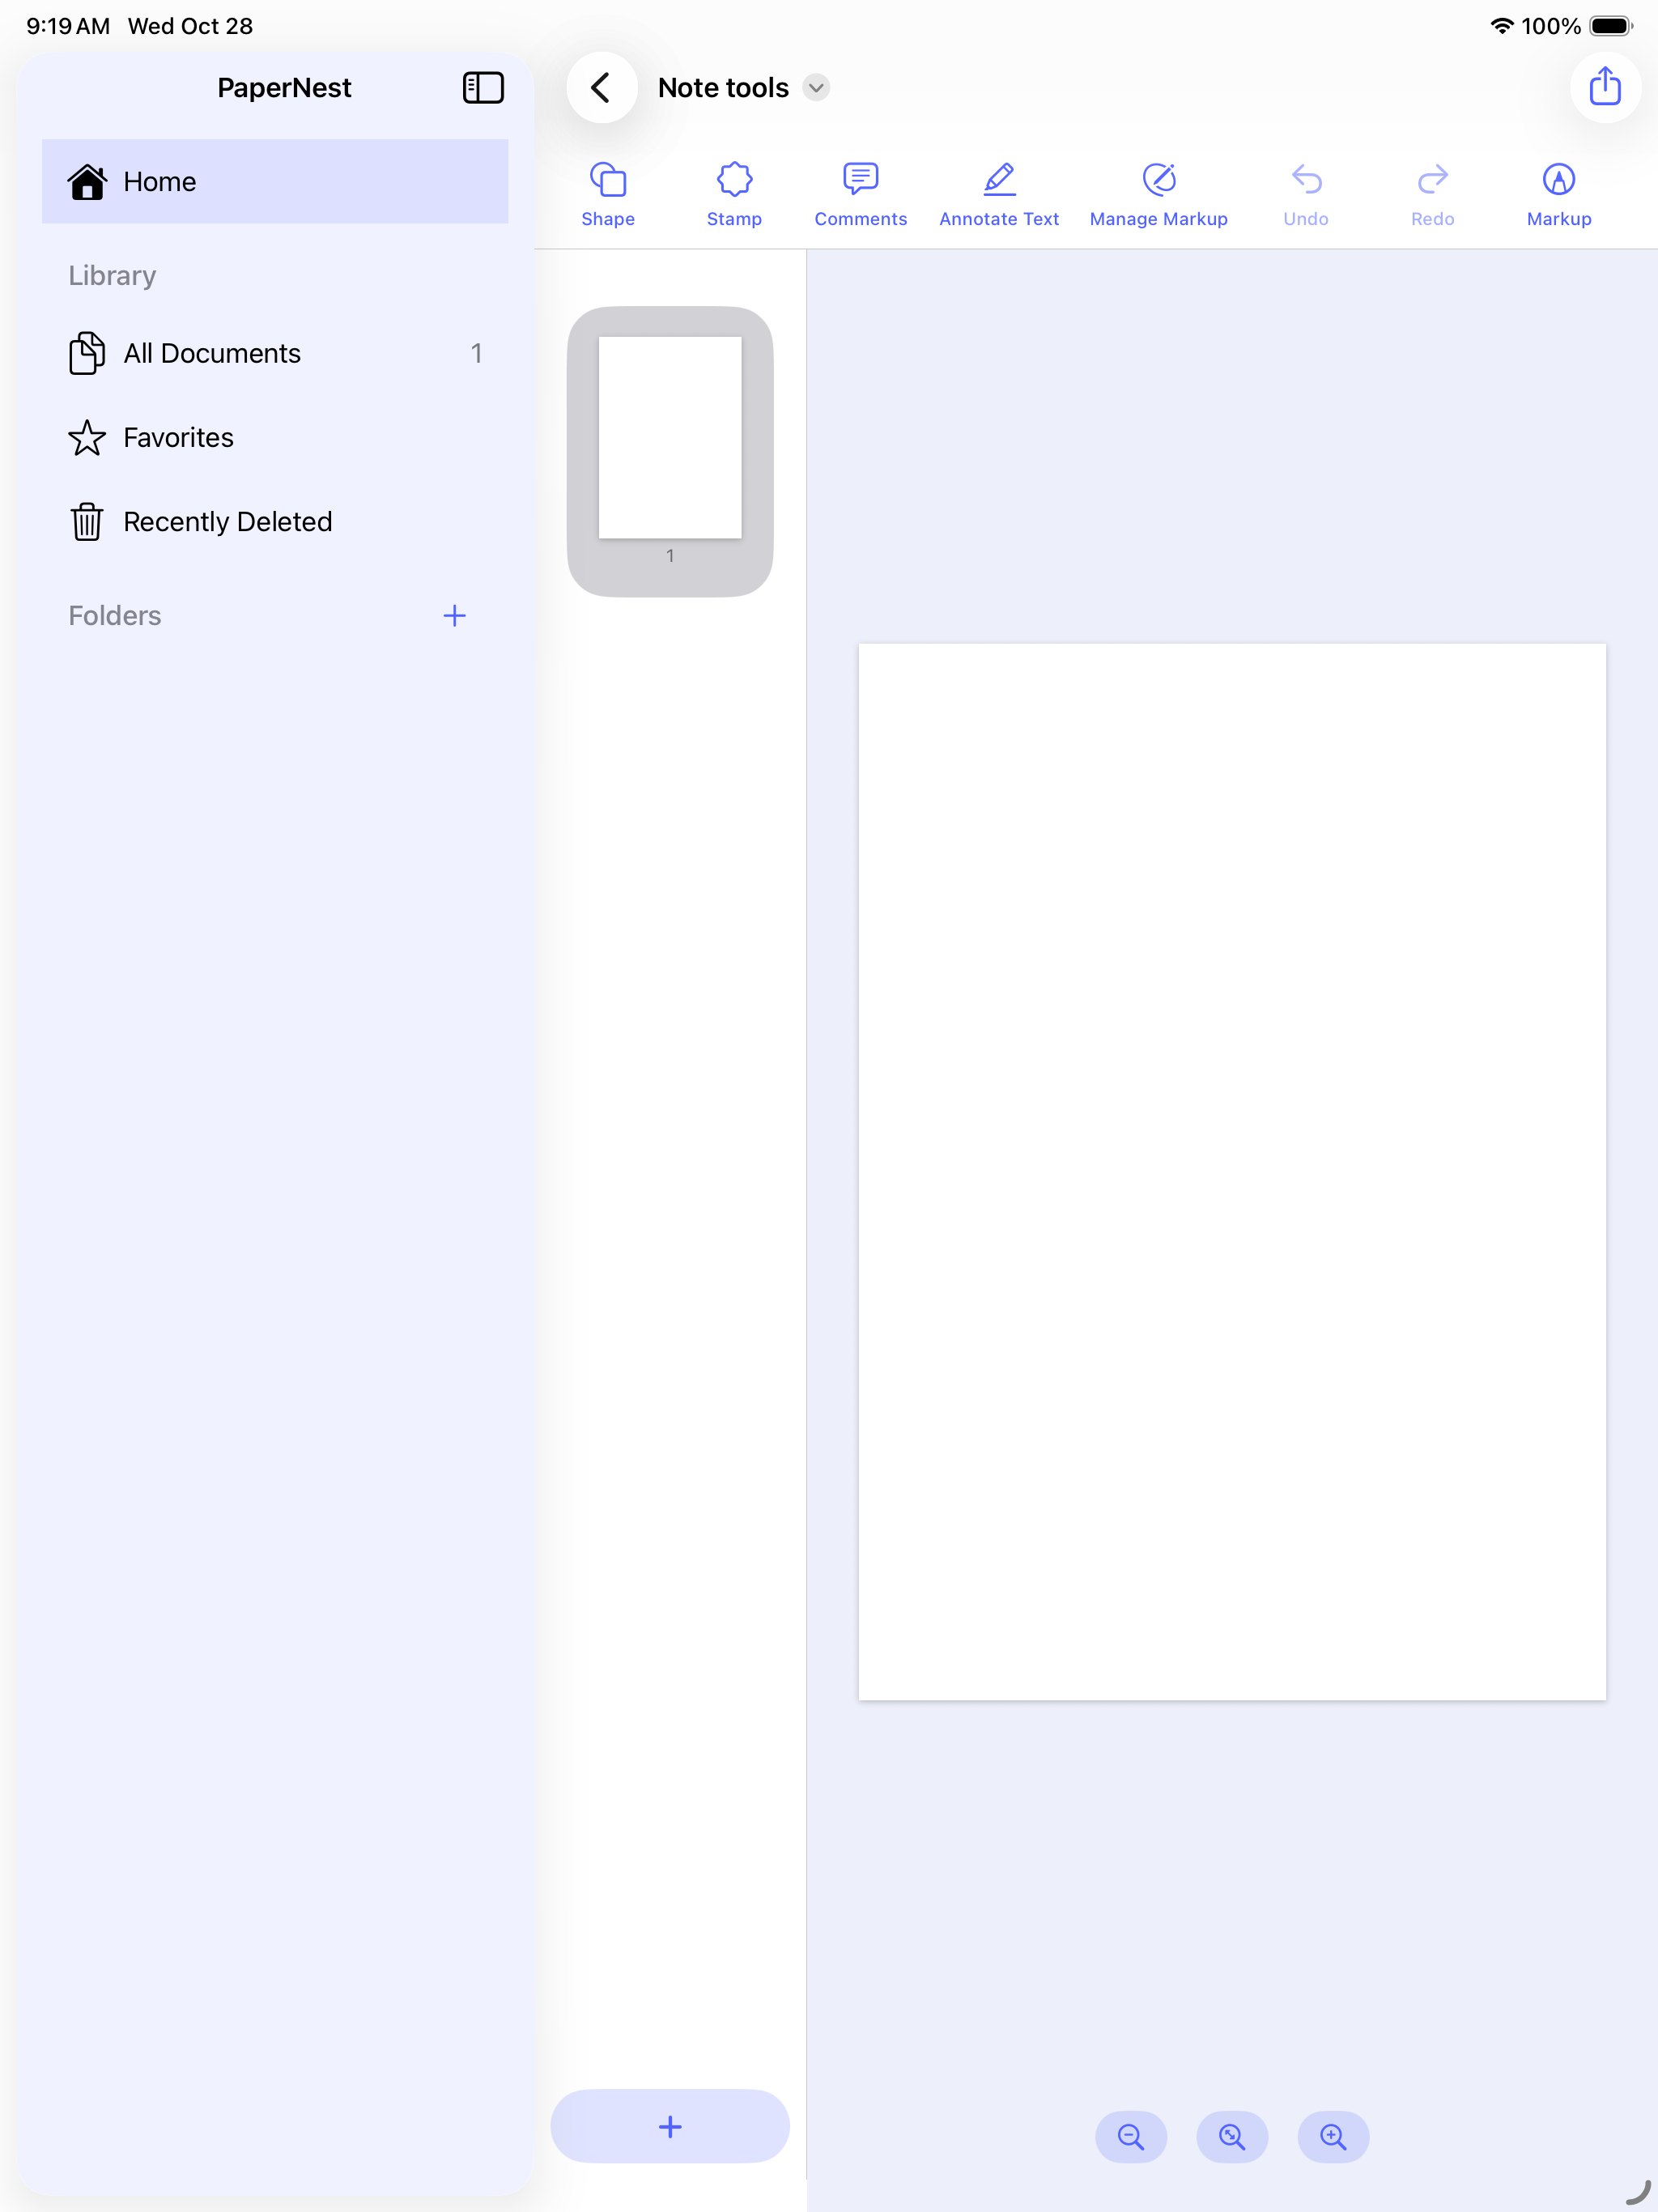 9:19 AM Wed Oct 28
100%
PaperNest
Home
Library
All Documents 1
Favorites
Recently Deleted
Folders
Note tools
Shape Stamp Comments Annotate Text Manage Markup Undo Redo Markup
1